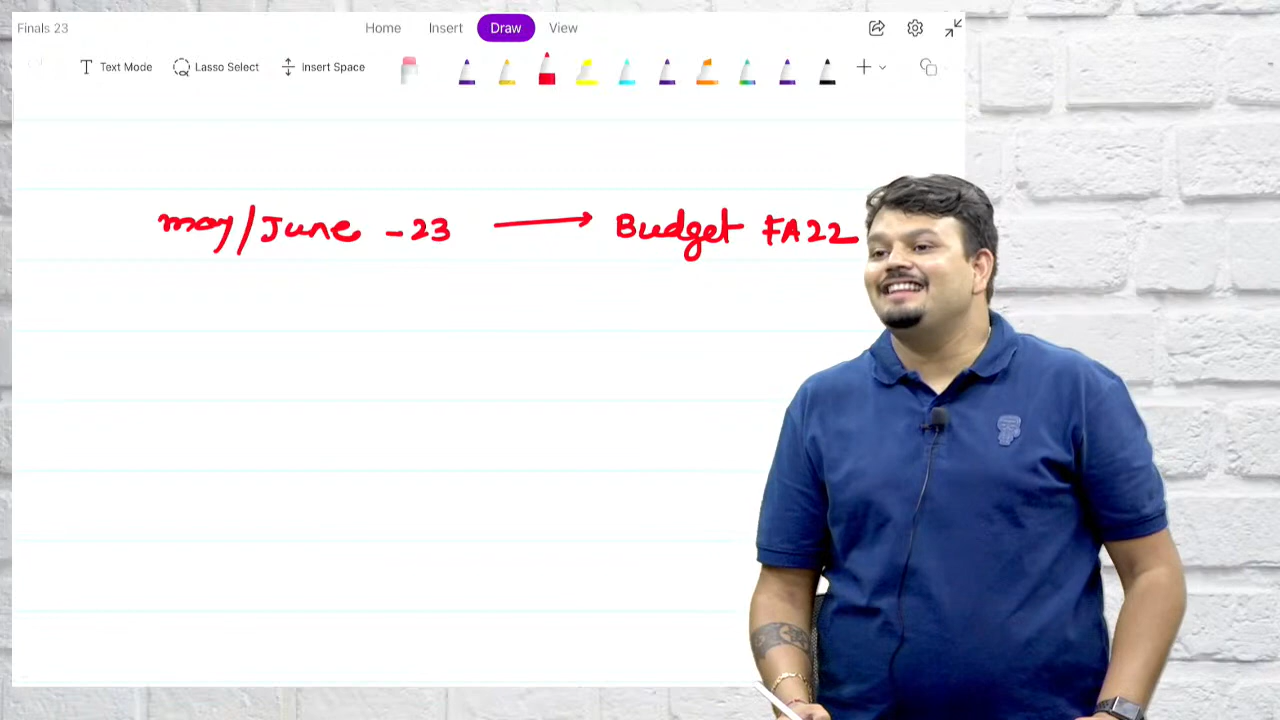 Finals 23
Home Insert Draw View
Text Mode Lasso Select Insert Space
may/June - 23 → Budget FA22